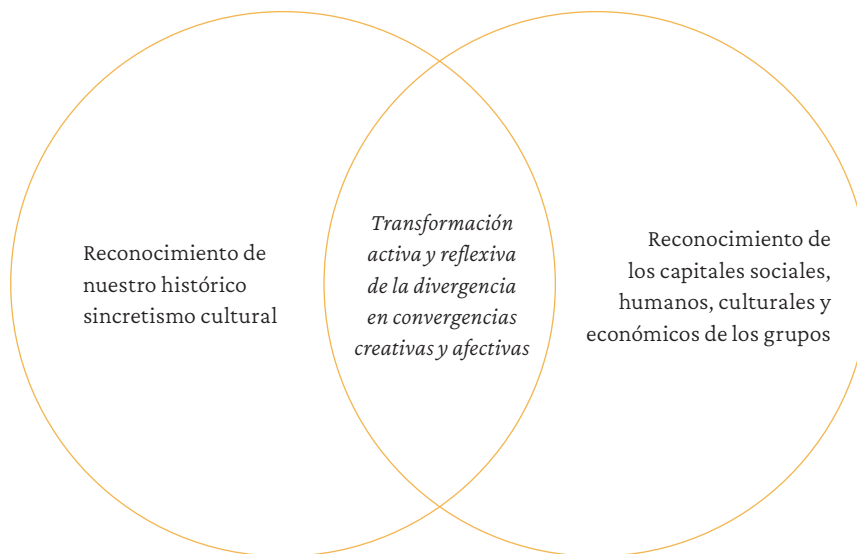 Reconocimiento de
nuestro histórico
sincretismo cultural
Transformación
activa y reflexiva
de la divergencia
en convergencias
creativas y afectivas
Reconocimiento de
los capitales sociales,
humanos, culturales y
económicos de los grupos